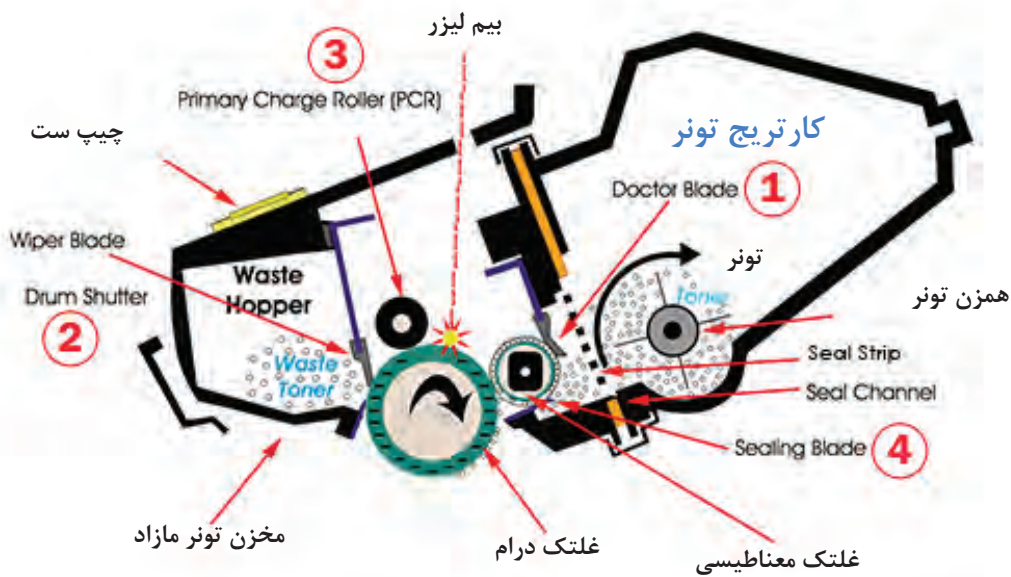 بیم لیزر
3
Primary Charge Roller (PCR)
چیپ ست
کارتریج تونر
Doctor Blade 1
Wiper Blade
Waste
Hopper
Drum Shutter
2
Waste
Toner
تونر
Toner
همزن تونر
Seal Strip
Seal Channel
Sealing Blade 4
مخزن تونر مازاد
غلتک درام
غلتک معناطیسی